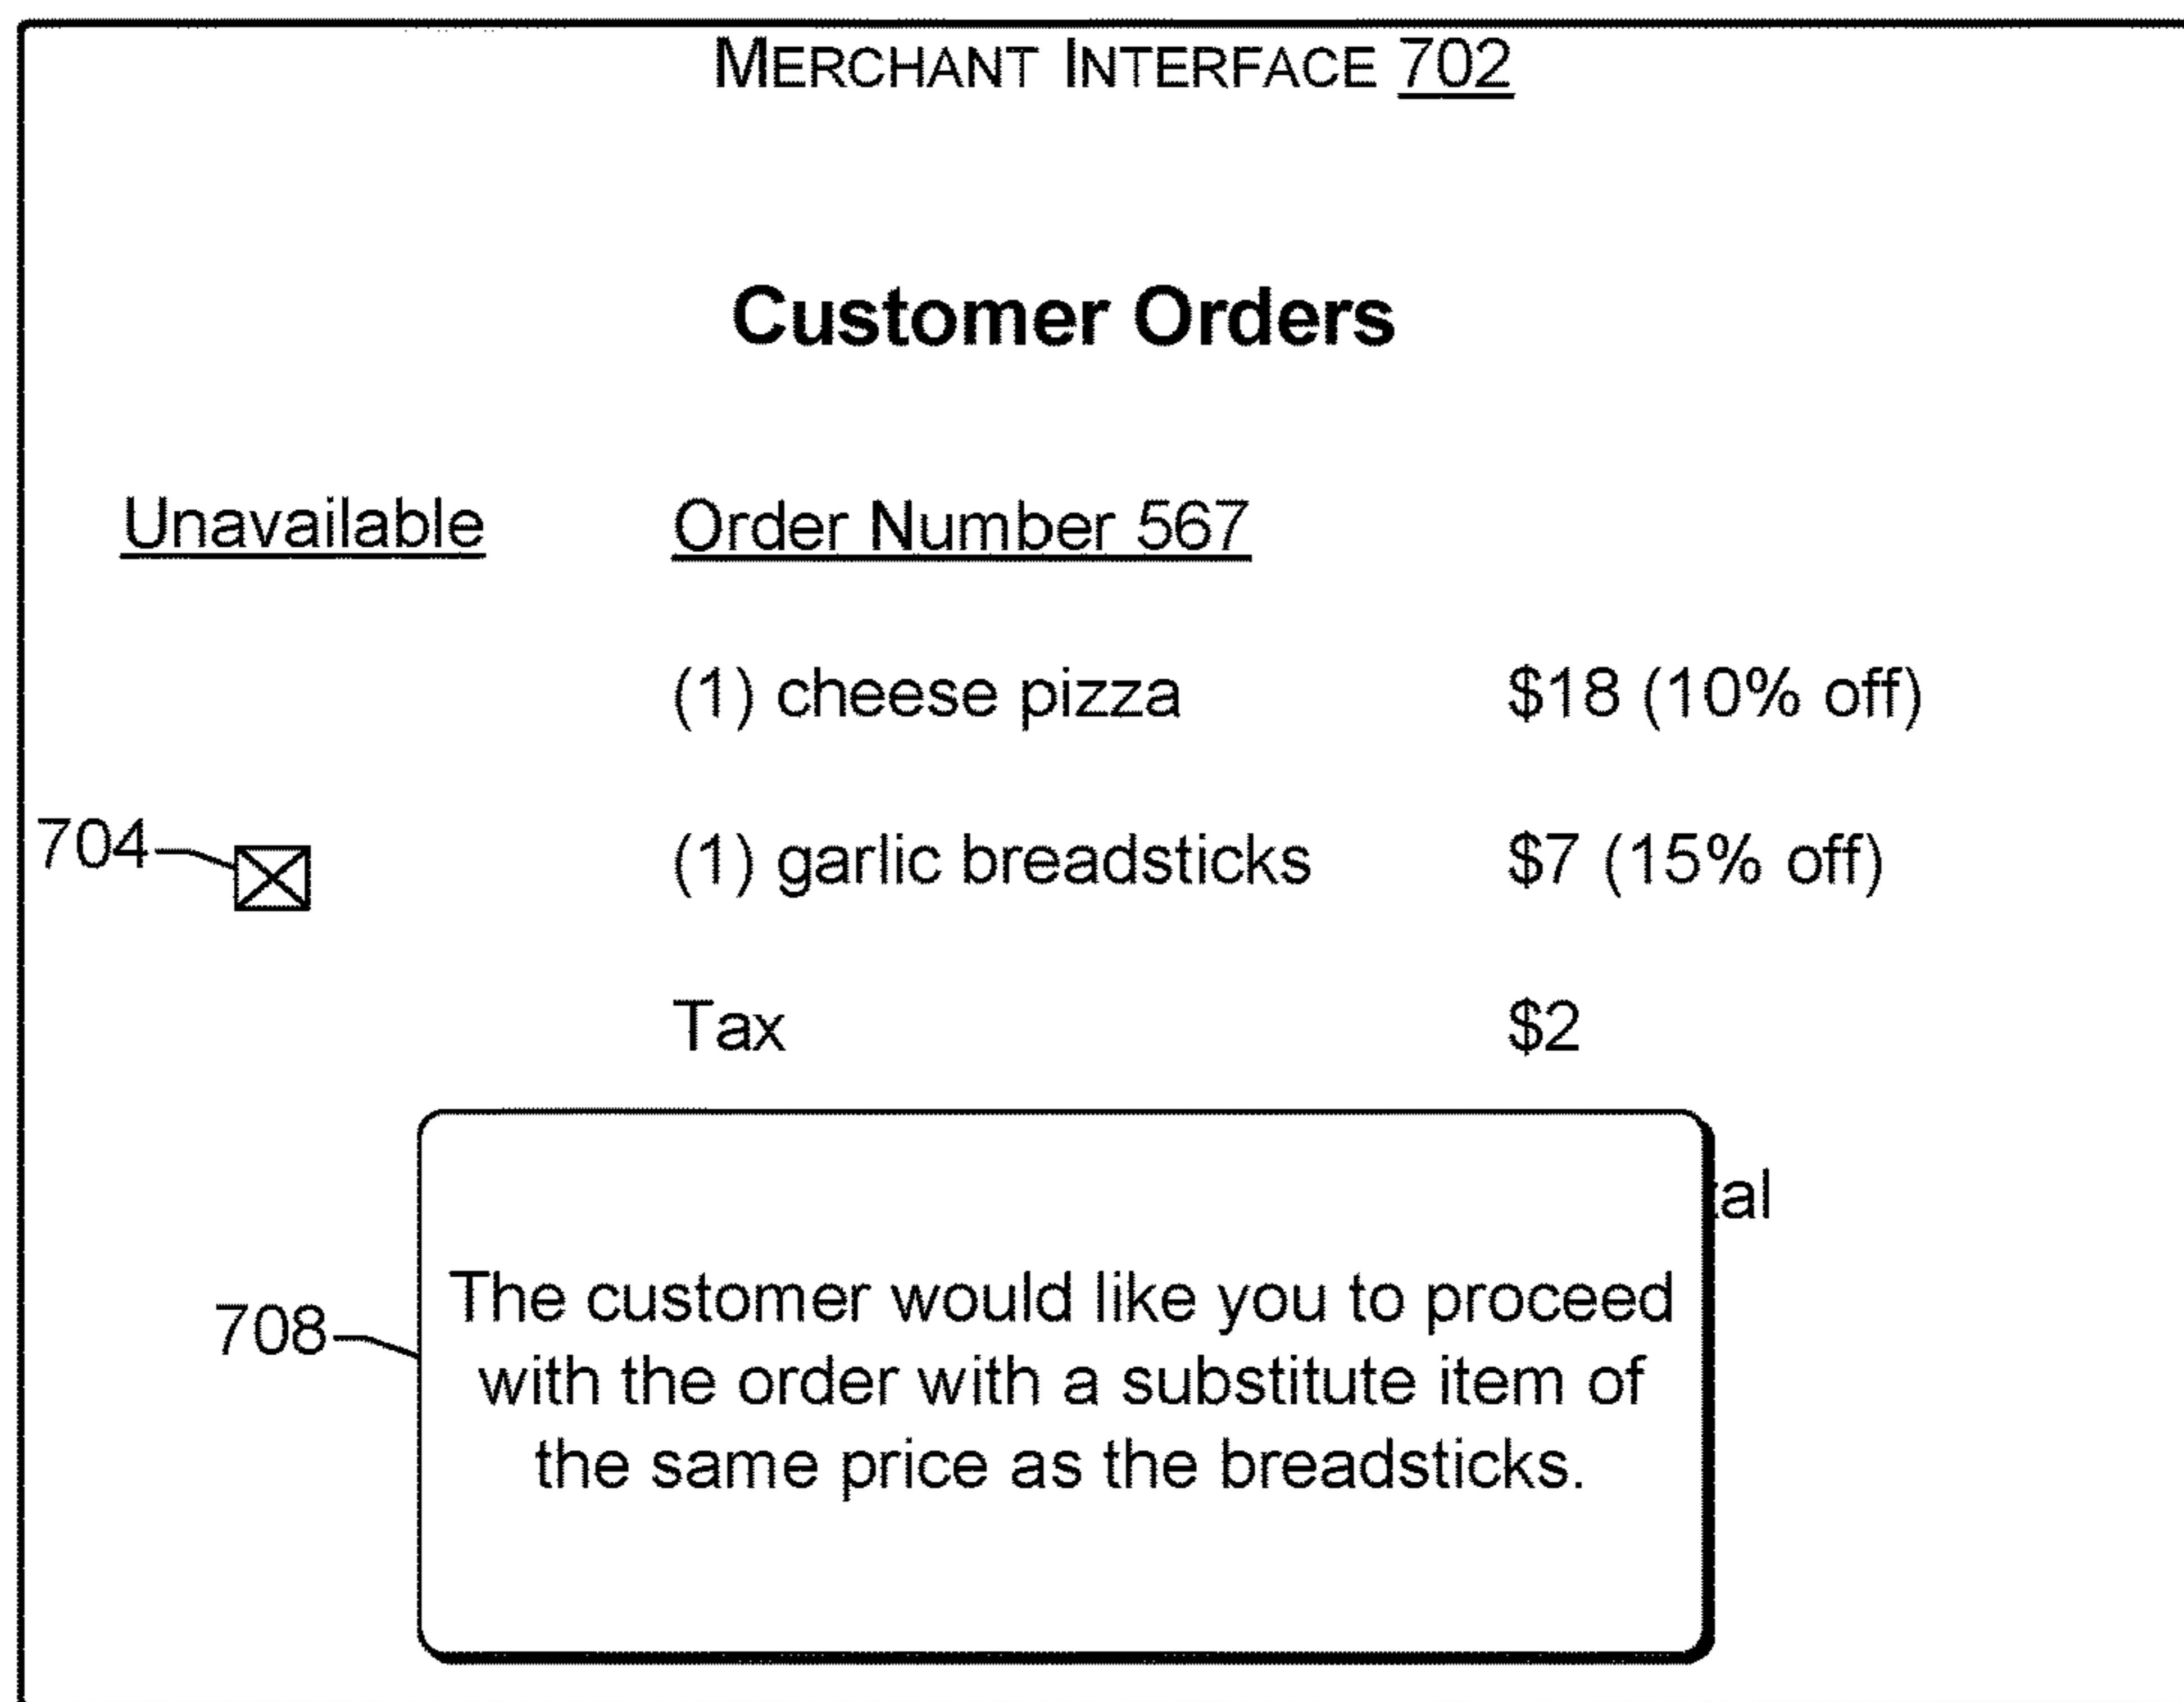 MERCHANT INTERFACE 702
Customer Orders
Unavailable Order Number 567
(1) cheese pizza $18 (10% off)
704 (1) garlic breadsticks $7 (15% off)
Tax $2
708 The customer would like you to proceed
with the order with a substitute item of
the same price as the breadsticks.